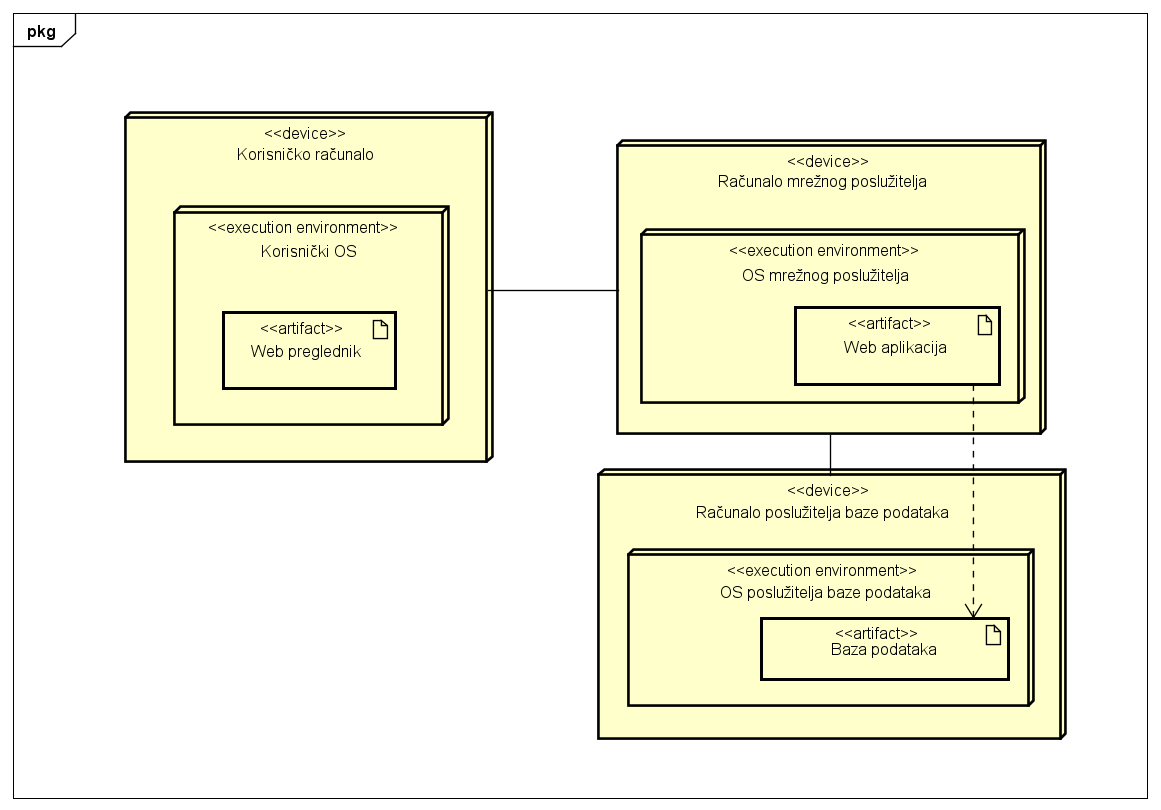 pkg
<<device>>
Korisničko računalo
<<execution environment>>
Korisnički OS
<<artifact>>
Web preglednik
<<device>>
Računalo mrežnog poslužitelja
<<execution environment>>
OS mrežnog poslužitelja
<<artifact>>
Web aplikacija
<<device>>
Računalo poslužitelja baze podataka
<<execution environment>>
OS poslužitelja baze podataka
<<artifact>>
Baza podataka